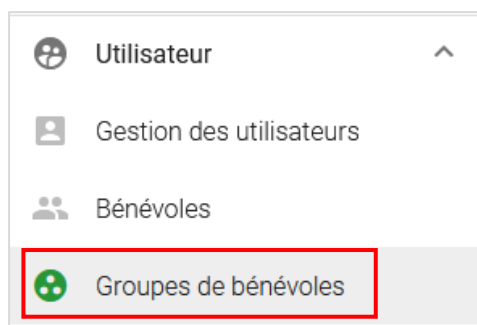 Utilisateur
Gestion des utilisateurs
Bénévoles
Groupes de bénévoles